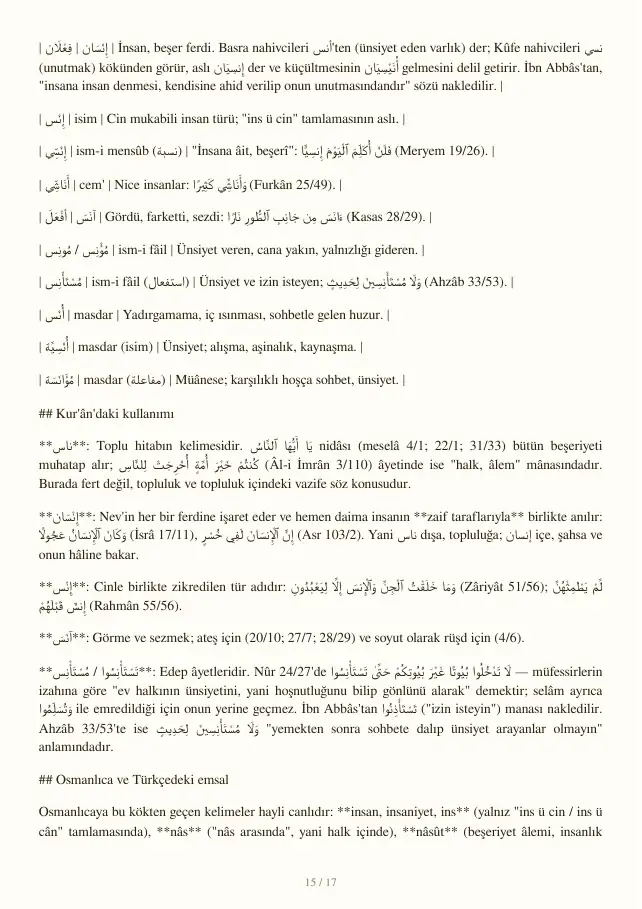 | إِنْسَان | فِعْلَان | İnsan, beşer ferdi. Basra nahivcileri أنس'ten (ünsiyet eden varlık) der; Kûfe nahivcileri نسي
(unutmak) kökünden görür, aslı إِنسِيَان der ve küçültmesinin أُنَيْسِيَان gelmesini delil getirir. İbn Abbâs'tan,
"insana insan denmesi, kendisine ahid verilip onun unutmasındandır" sözü nakledilir. |
| إِنْس | isim | Cin mukabili insan türü; "ins ü cin" tamlamasının aslı. |
| إِنْسِيّ | ism-i mensûb (نسبة) | "İnsana âit, beşerî": فَلَنْ أُكَلِّمَ ٱلْيَوْمَ إِنسِيًّا (Meryem 19/26). |
| أَنَاسِيّ | cem' | Nice insanlar: وَأَنَاسِيَّ كَثِيرًا (Furkân 25/49). |
| آنَسَ | أَفْعَلَ | Gördü, farketti, sezdi: ءَانَسَ مِن جَانِبِ ٱلطُّورِ نَارًا (Kasas 28/29). |
| مُؤْنِس / مُونِس | ism-i fâil | Ünsiyet veren, cana yakın, yalnızlığı gideren. |
| مُسْتَأْنِس | ism-i fâil (استفعال) | Ünsiyet ve izin isteyen; وَلَا مُسْتَـْٔنِسِينَ لِحَدِيثٍ (Ahzâb 33/53). |
| أُنْس | masdar | Yadırgamama, iç ısınması, sohbetle gelen huzur. |
| أُنْسِيَّة | masdar (isim) | Ünsiyet; alışma, aşinalık, kaynaşma. |
| مُؤَانَسَة | masdar (مفاعلة) | Müânese; karşılıklı hoşça sohbet, ünsiyet. |
## Kur'ân'daki kullanımı
**ناس**: Toplu hitabın kelimesidir. يَا أَيُّهَا ٱلنَّاسُ nidâsı (meselâ 4/1; 22/1; 31/33) bütün beşeriyeti
muhatap alır; كُنتُمْ خَيْرَ أُمَّةٍ أُخْرِجَتْ لِلنَّاسِ (Âl-i İmrân 3/110) âyetinde ise "halk, âlem" mânasındadır.
Burada fert değil, topluluk ve topluluk içindeki vazife söz konusudur.
**إِنْسَان**: Nev'in her bir ferdine işaret eder ve hemen daima insanın **zaif taraflarıyla** birlikte anılır:
وَكَانَ ٱلْإِنسَانُ عَجُولًا (İsrâ 17/11), إِنَّ ٱلْإِنسَانَ لَفِي خُسْرٍ (Asr 103/2). Yani ناس dışa, topluluğa; إنسان içe, şahsa ve
onun hâline bakar.
**إِنْس**: Cinle birlikte zikredilen tür adıdır: وَمَا خَلَقْتُ ٱلْجِنَّ وَٱلْإِنسَ إِلَّا لِيَعْبُدُونِ (Zâriyât 51/56); لَمْ يَطْمِثْهُنَّ
إِنسٌ قَبْلَهُمْ (Rahmân 55/56).
**آنَسَ**: Görme ve sezmek; ateş için (20/10; 27/7; 28/29) ve soyut olarak rüşd için (4/6).
**تَسْتَأْنِسُوا / مُسْتَأْنِس**: Edep âyetleridir. Nûr 24/27'de لَا تَدْخُلُوا بُيُوتًا غَيْرَ بُيُوتِكُمْ حَتَّىٰ تَسْتَأْنِسُوا — müfessirlerin
izahına göre "ev halkının ünsiyetini, yani hoşnutluğunu bilip gönlünü alarak" demektir; selâm ayrıca
وَتُسَلِّمُوا ile emredildiği için onun yerine geçmez. İbn Abbâs'tan تَسْتَأْذِنُوا ("izin isteyin") manası nakledilir.
Ahzâb 33/53'te ise وَلَا مُسْتَـْٔنِسِينَ لِحَدِيثٍ "yemekten sonra sohbete dalıp ünsiyet arayanlar olmayın"
anlamındadır.
## Osmanlıca ve Türkçedeki emsal
Osmanlıcaya bu kökten geçen kelimeler hayli canlıdır: **insan, insaniyet, ins** (yalnız "ins ü cin / ins ü
cân" tamlamasında), **nâs** ("nâs arasında", yani halk içinde), **nâsût** (beşeriyet âlemi, insanlık
15 / 17